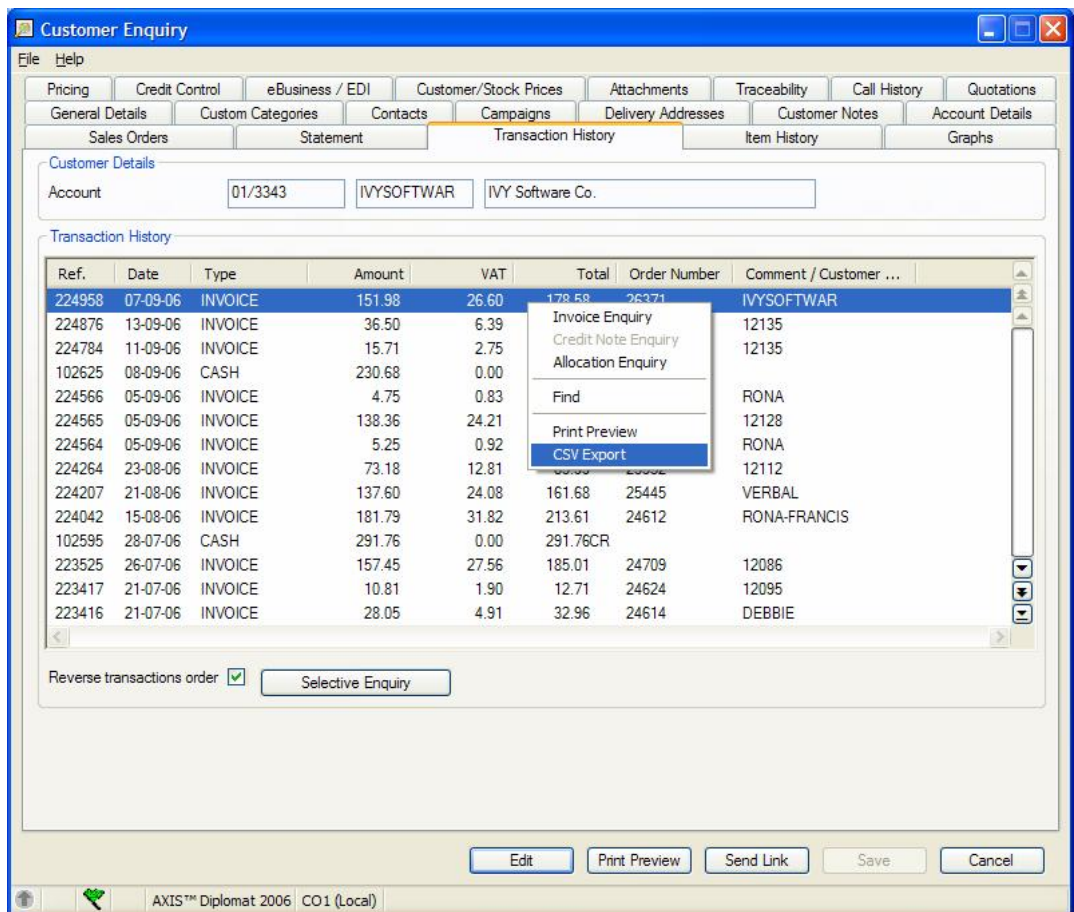 Customer Enquiry
File Help
Pricing Credit Control eBusiness / EDI Customer/Stock Prices Attachments Traceability Call History Quotations
General Details Custom Categories Contacts Campaigns Delivery Addresses Customer Notes Account Details
Sales Orders Statement Transaction History Item History Graphs
Customer Details
Account 01/3343 IVYSOFTWAR IVY Software Co.
Transaction History
Ref. Date Type Amount VAT Total Order Number Comment / Customer ...
224958 07-09-06 INVOICE 151.98 26.60 178.58 26371 IVYSOFTWAR
224876 13-09-06 INVOICE 36.50 6.39 12135
224784 11-09-06 INVOICE 15.71 2.75 12135
102625 08-09-06 CASH 230.68 0.00
224566 05-09-06 INVOICE 4.75 0.83 RONA
224565 05-09-06 INVOICE 138.36 24.21 12128
224564 05-09-06 INVOICE 5.25 0.92 RONA
224264 23-08-06 INVOICE 73.18 12.81 12112
224207 21-08-06 INVOICE 137.60 24.08 161.68 25445 VERBAL
224042 15-08-06 INVOICE 181.79 31.82 213.61 24612 RONA-FRANCIS
102595 28-07-06 CASH 291.76 0.00 291.76CR
223525 26-07-06 INVOICE 157.45 27.56 185.01 24709 12086
223417 21-07-06 INVOICE 10.81 1.90 12.71 24624 12095
223416 21-07-06 INVOICE 28.05 4.91 32.96 24614 DEBBIE
Invoice Enquiry
Credit Note Enquiry
Allocation Enquiry
Find
Print Preview
CSV Export
Reverse transactions order Selective Enquiry
Edit Print Preview Send Link Save Cancel
AXIS™ Diplomat 2006 CO1 (Local)